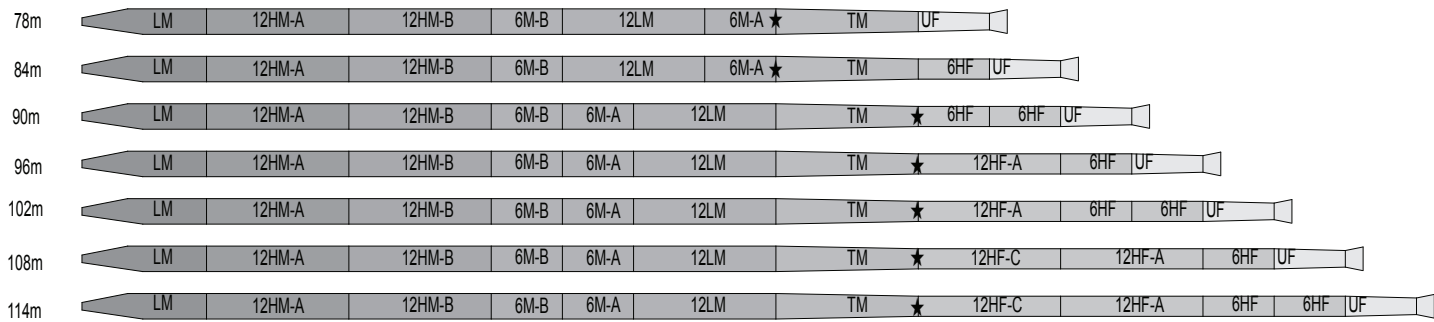 78m LM 12HM-A 12HM-B 6M-B 12LM 6M-A TM UF
84m LM 12HM-A 12HM-B 6M-B 12LM 6M-A TM 6HF UF
90m LM 12HM-A 12HM-B 6M-B 6M-A 12LM TM 6HF 6HF UF
96m LM 12HM-A 12HM-B 6M-B 6M-A 12LM TM 12HF-A 6HF UF
102m LM 12HM-A 12HM-B 6M-B 6M-A 12LM TM 12HF-A 6HF 6HF UF
108m LM 12HM-A 12HM-B 6M-B 6M-A 12LM TM 12HF-C 12HF-A 6HF UF
114m LM 12HM-A 12HM-B 6M-B 6M-A 12LM TM 12HF-C 12HF-A 6HF 6HF UF